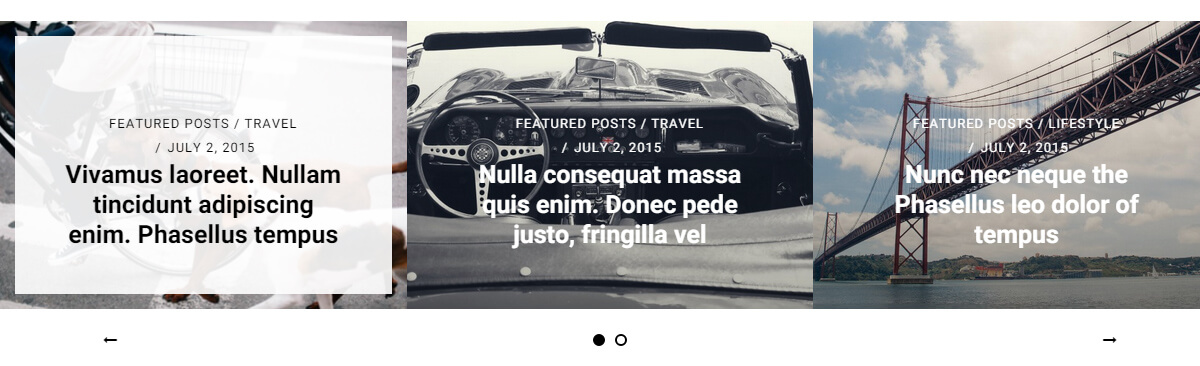 FEATURED POSTS / TRAVEL
/ JULY 2, 2015
Vivamus laoreet. Nullam
tincidunt adipiscing
enim. Phasellus tempus
FEATURED POSTS / TRAVEL
/ JULY 2, 2015
Nulla consequat massa
quis enim. Donec pede
justo, fringilla vel
FEATURED POSTS / LIFESTYLE
/ JULY 2, 2015
Nunc nec neque the
Phasellus leo dolor of
tempus